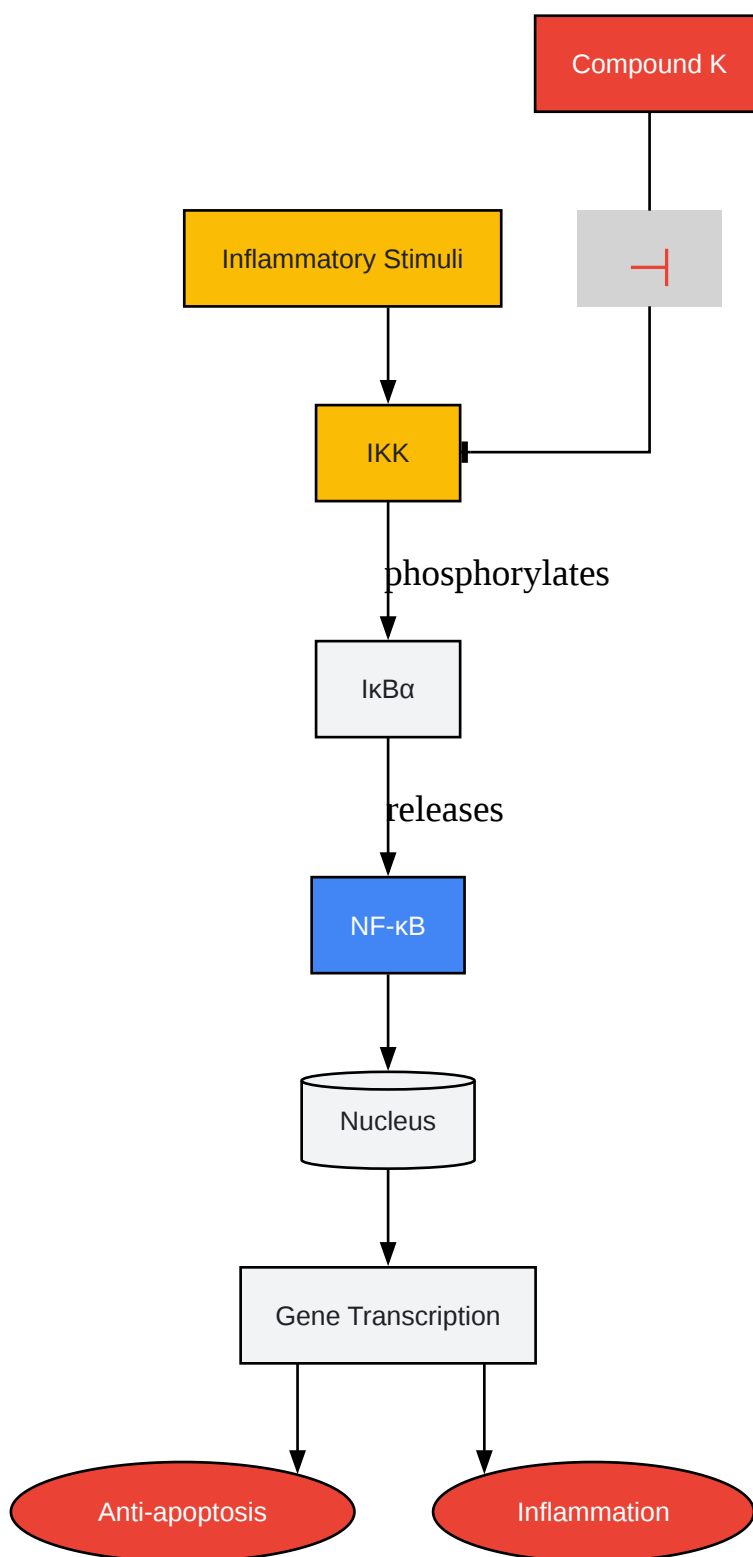 Compound K
Inflammatory Stimuli
IKK
phosphorylates
IκBα
releases
NF-κB
Nucleus
Gene Transcription
Anti-apoptosis
Inflammation